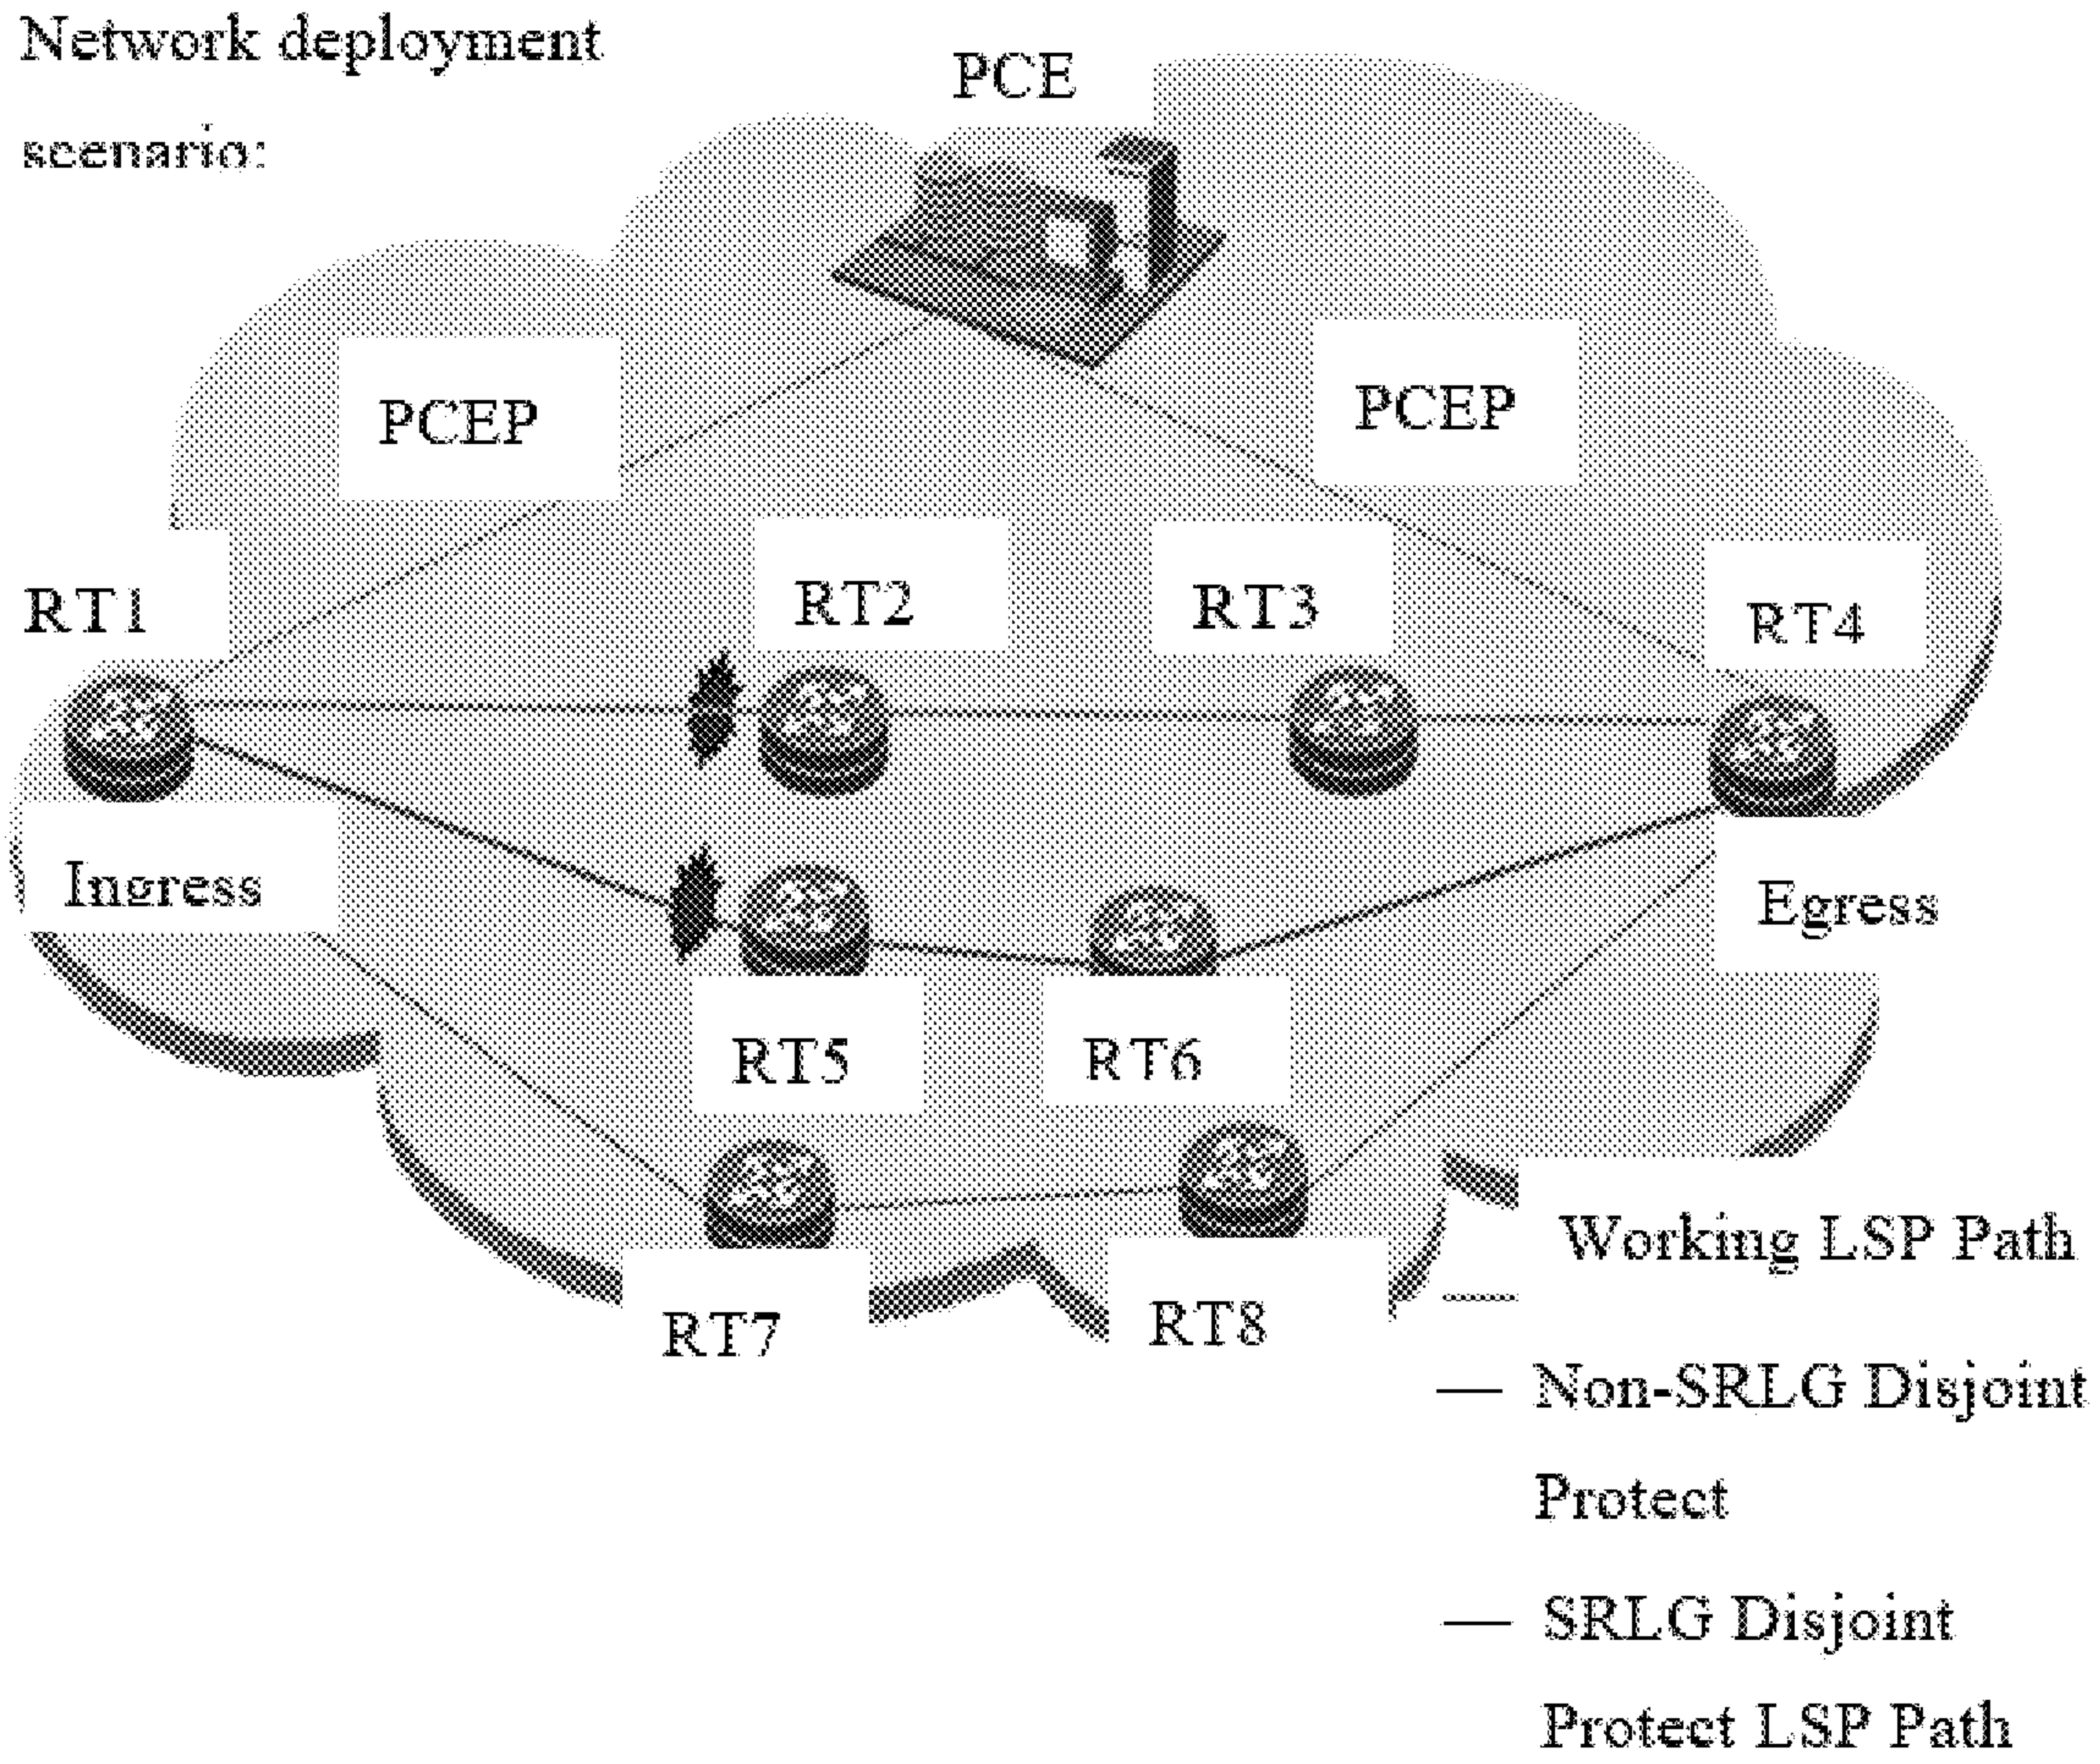 Network deployment
scenario:
PCE
PCEP
PCEP
RT1
RT2
RT3
RT4
Ingress
Egress
RT5
RT6
RT7
RT8
Working LSP Path
Non-SRLG Disjoint
Protect
SRLG Disjoint
Protect LSP Path